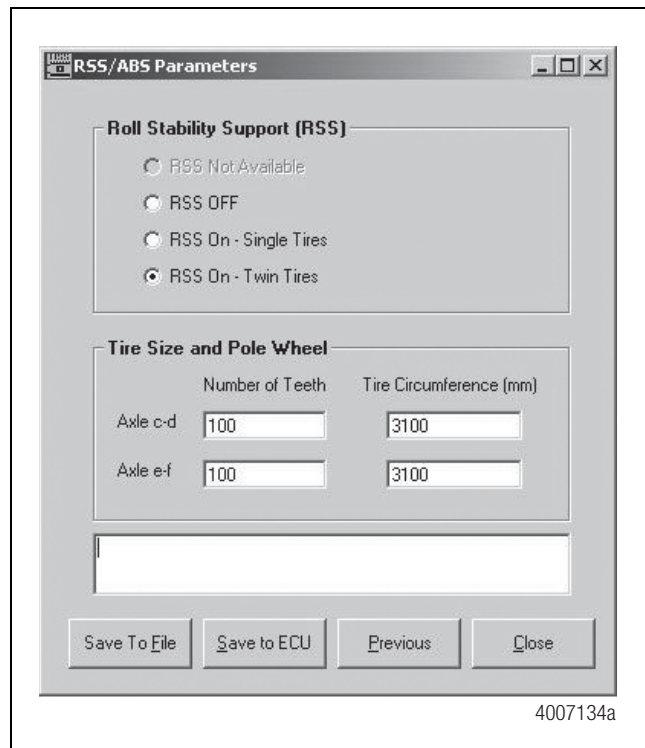 RSS/ABS Parameters
Roll Stability Support (RSS)
RSS Not Available
RSS OFF
RSS On - Single Tires
RSS On - Twin Tires
Tire Size and Pole Wheel
Number of Teeth Tire Circumference (mm)
Axle c-d 100 3100
Axle e-f 100 3100
Save To File Save to ECU Previous Close
4007134a